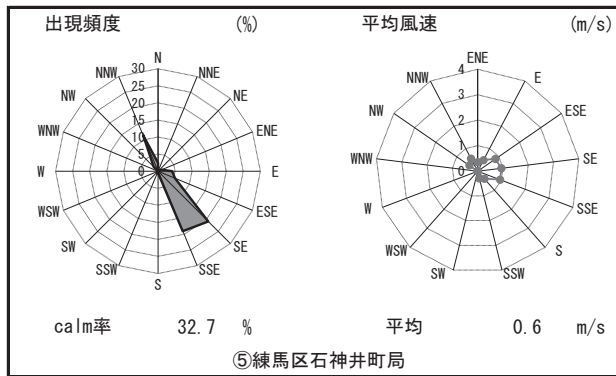 出現頻度 (%)
N
NNE
NE
ENE
E
ESE
SE
SSE
S
SSW
SW
WSW
W
WNW
NW
NNW
30
25
20
15
10
5
0
calm率 32.7 %
平均風速 (m/s)
ENE
E
ESE
SE
SSE
S
SSW
SW
WSW
W
WNW
NW
NNW
4
3
2
1
0
平均 0.6 m/s
⑤練馬区石神井町局